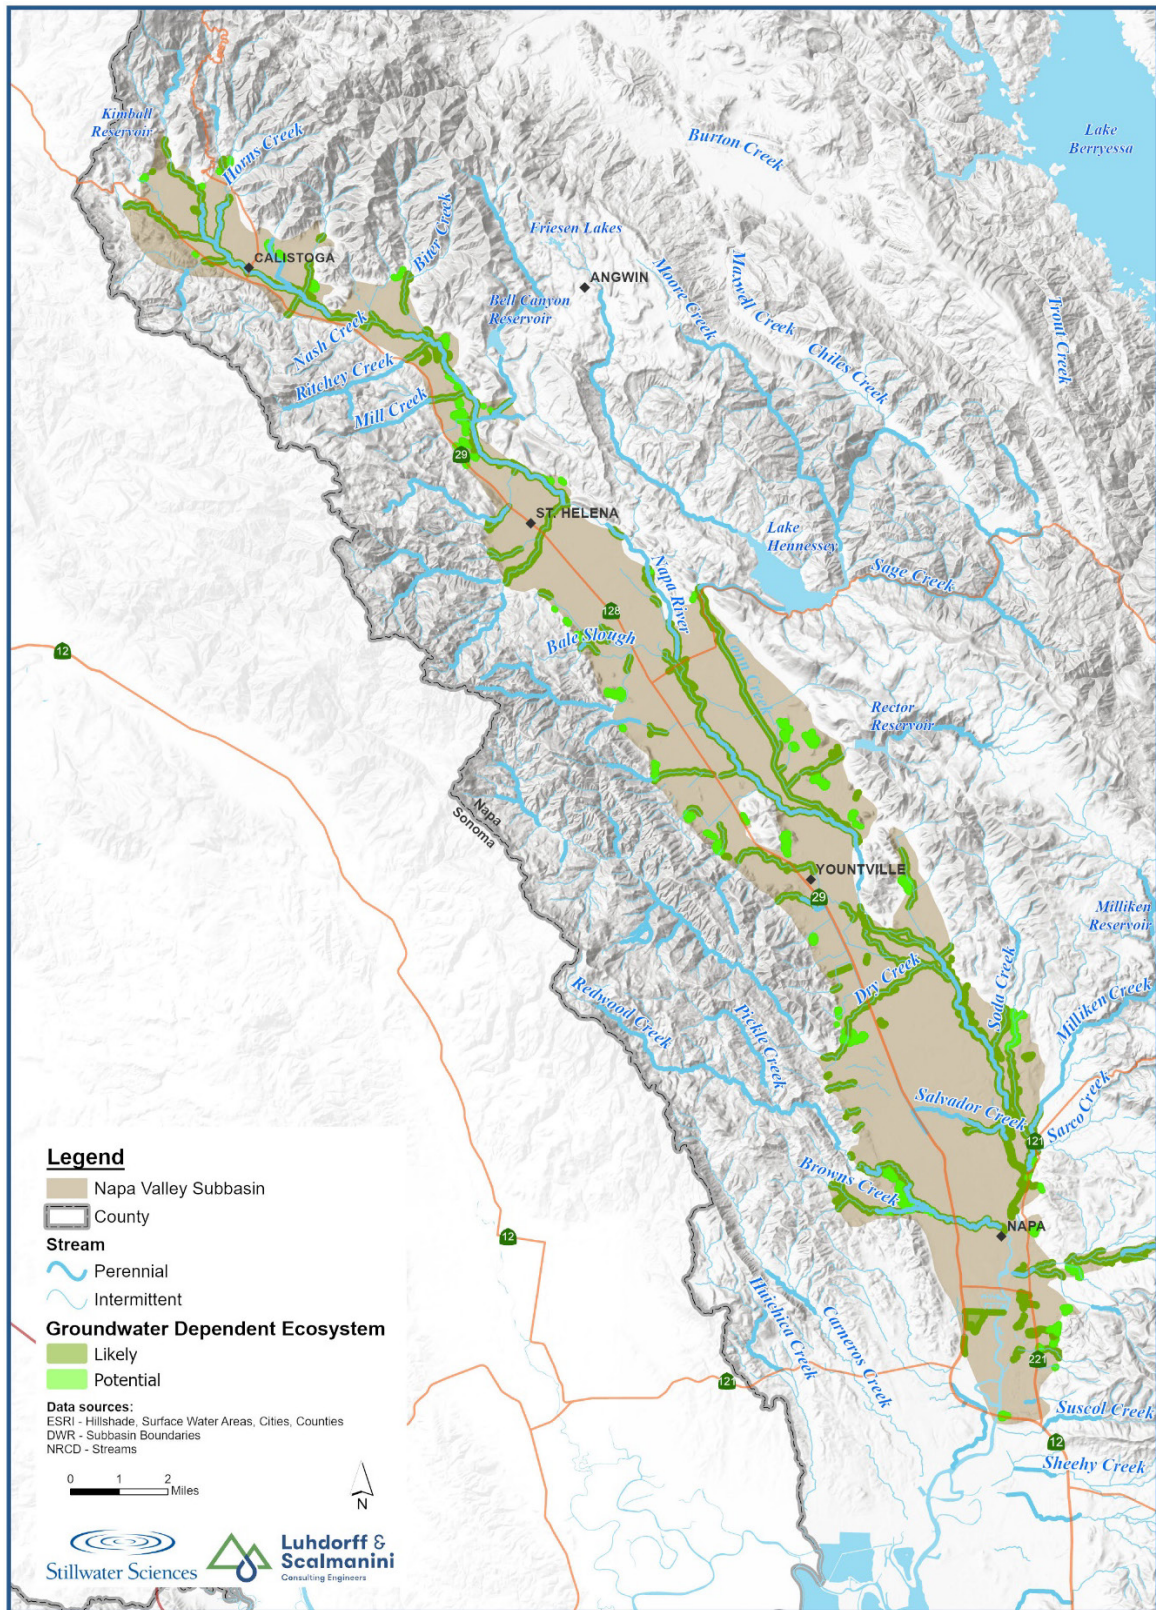 Kimball
Reservoir
Horns Creek
Burton Creek
Lake
Berryessa
CALISTOGA
Friesen Lakes
ANGWIN
Biter Creek
Bell Canyon
Reservoir
Moore Creek
Maxwell Creek
Chiles Creek
Trout Creek
Nash Creek
Ritchey Creek
Mill Creek
29
ST. HELENA
Lake
Hennessey
Sage Creek
Napa River
128
Bale Slough
12
Conn Creek
Rector
Reservoir
Napa
Sonoma
YOUNTVILLE
29
Milliken
Reservoir
Dry Creek
Soda Creek
Milliken Creek
Redwood Creek
Pickle Creek
Salvador Creek
Sarco Creek
121
Browns Creek
NAPA
12
Huichica Creek
Carneros Creek
221
121
Suscol Creek
12
Sheehy Creek
Legend
Napa Valley Subbasin
County
Stream
Perennial
Intermittent
Groundwater Dependent Ecosystem
Likely
Potential
Data sources:
ESRI - Hillshade, Surface Water Areas, Cities, Counties
DWR - Subbasin Boundaries
NRCD - Streams
0 1 2
Miles
N
Stillwater Sciences
Luhdorff &
Scalmanini
Consulting Engineers